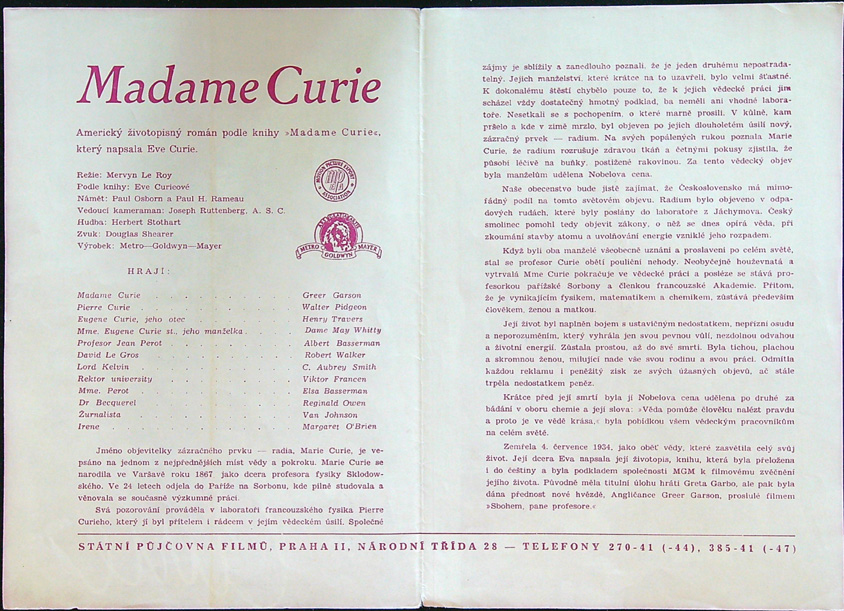 Madame Curie
Americký životopisný román podle knihy »Madame Curie«,
který napsala Eve Curie.
Režie: Mervyn Le Roy
Podle knihy: Eve Curieové
Námět: Paul Osborn a Paul H. Rameau
Vedoucí kameraman: Joseph Ruttenberg, A. S. C.
Hudba: Herbert Stothart
Zvuk: Douglas Shearer
Výrobek: Metro—Goldwyn—Mayer
METRO GOLDWYN MAYER
HRAJÍ:
Madame Curie . . . . . . . . Greer Garson
Pierre Curie . . . . . . . . Walter Pidgeon
Eugene Curie, jeho otec . . . . . . Henry Travers
Mme. Eugene Curie st., jeho manželka . . . Dame May Whitty
Profesor Jean Perot . . . . . . . Albert Basserman
David Le Gros . . . . . . . . Robert Walker
Lord Kelvin . . . . . . . . C. Aubrey Smith
Rektor university . . . . . . . Viktor Francen
Mme. Perot . . . . . . . . Elsa Basserman
Dr Becquerel . . . . . . . . Reginald Owen
Žurnalista . . . . . . . . Van Johnson
Irene . . . . . . . . . Margaret O'Brien
Jméno objevitelky zázračného prvku — radia, Marie Curie, je ve-
psáno na jednom z nejpřednějších míst vědy a pokroku. Marie Curie se
narodila ve Varšavě roku 1867 jako dcera profesora fysiky Sklodow-
ského. Ve 24 letech odjela do Paříže na Sorbonu, kde pilně studovala a
věnovala se současně výzkumné práci.
Svá pozorování prováděla v laboratoři francouzského fysika Pierre
Curieho, který jí byl přítelem i rádcem v jejím vědeckém úsilí. Společné
zájmy je sblížily a zanedlouho poznali, že je jeden druhému nepostrada-
telný. Jejich manželství, které krátce na to uzavřeli, bylo velmi šťastné.
K dokonalému štěstí chybělo pouze to, že k jejich vědecké práci jim
scházel vždy dostatečný hmotný podklad, ba neměli ani vhodné labora-
toře. Nesetkali se s pochopením, o které marně prosili. V kůlně, kam
pršelo a kde v zimě mrzlo, byl objeven po jejich dlouholetém úsilí nový,
zázračný prvek — radium. Na svých popálených rukou poznala Marie
Curie, že radium rozrušuje zdravou tkáň a četnými pokusy zjistila, že
působí léčivě na buňky, postižené rakovinou. Za tento vědecký objev
byla manželům udělena Nobelova cena.
Naše obecenstvo bude jistě zajímat, že Československo má mimo-
řádný podíl na tomto světovém objevu. Radium bylo objeveno v odpa-
dových rudách, které byly poslány do laboratoře z Jáchymova. Český
smolinec pomohl tedy objevit zákony, o něž se dnes opírá věda, při
zkoumání stavby atomu a uvolňování energie vzniklé jeho rozpadem.
Když byli oba manželé všeobecně uznáni a proslaveni po celém světě,
stal se profesor Curie obětí pouliční nehody. Neobyčejně houževnatá a
vytrvalá Mme Curie pokračuje ve vědecké práci a posléze se stává pro-
fesorkou pařížské Sorbony a členkou francouzské Akademie. Přitom,
že je vynikajícím fysikem, matematikem a chemikem, zůstává především
člověkem, ženou a matkou.
Její život byl naplněn bojem s ustavičným nedostatkem, nepřízní osudu
a neporozuměním, který vyhrála jen svou pevnou vůlí, nezdolnou odvahou
a životní energií. Zůstala prostou, až do své smrti. Byla tichou, plachou
a skromnou ženou, milující nade vše svou rodinu a svou práci. Odmítla
každou reklamu i peněžitý zisk ze svých úžasných objevů, ač stále
trpěla nedostatkem peněz.
Krátce před její smrtí byla jí Nobelova cena udělena po druhé za
bádání v oboru chemie a její slova: »Věda pomůže člověku nalézt pravdu
a proto je ve vědě krása,« byla pobídkou všem vědeckým pracovníkům
na celém světě.
Zemřela 4. července 1934, jako oběť vědy, které zasvětila celý svůj
život. Její dcera Eva napsala její životopis, knihu, která byla přeložena
i do češtiny a byla podkladem společnosti MGM k filmovému zvěčnění
jejího života. Původně měla titulní úlohu hráti Greta Garbo, ale pak byla
dána přednost nové hvězdě, Angličance Greer Garson, proslulé filmem
»Sbohem, pane profesore.«
STÁTNÍ PŮJČOVNA FILMŮ, PRAHA II, NÁRODNÍ TŘÍDA 28 — TELEFONY 270-41 (-44), 385-41 (-47)